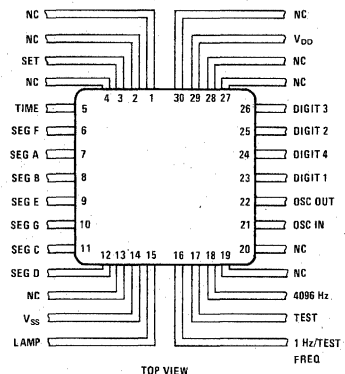 NC NC
NC V_DD
SET NC
NC 4 3 2 1 30 29 28 27 NC
TIME 5 26 DIGIT 3
SEG F 6 25 DIGIT 2
SEG A 7 24 DIGIT 4
SEG B 8 23 DIGIT 1
SEG E 9 22 OSC OUT
SEG G 10 21 OSC IN
SEG C 11 20 NC
SEG D 12 13 14 15 16 17 18 19 NC
NC 4096 Hz
V_SS TEST
LAMP 1 Hz/TEST
FREQ
TOP VIEW